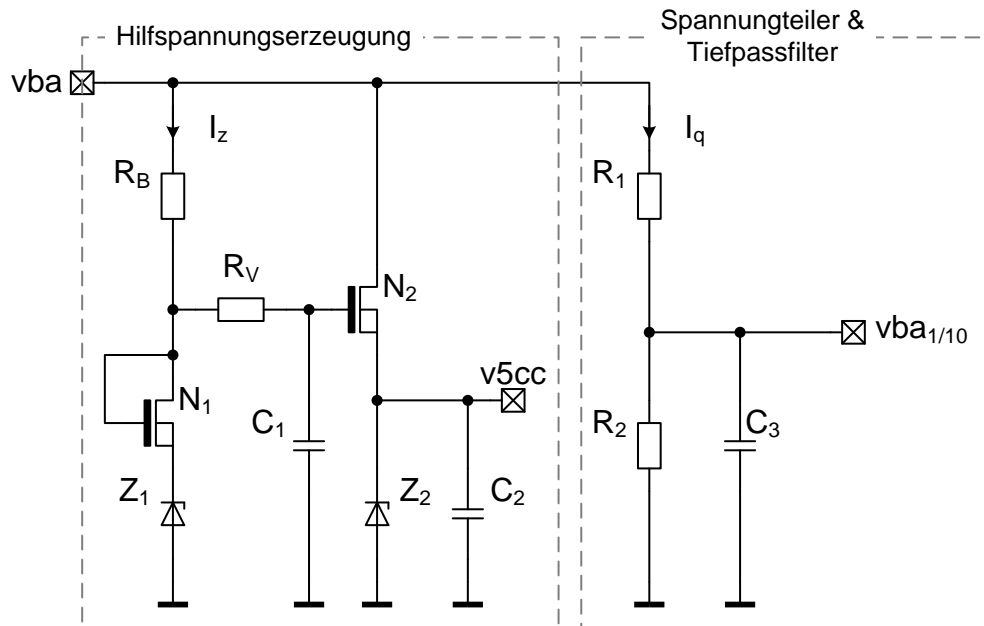 Hilfspannungserzeugung
Spannungteiler &
Tiefpassfilter
vba
I_z
I_q
R_B
R_1
R_V
N_2
vba_1/10
v5cc
N_1
C_1
R_2
C_3
Z_1
Z_2
C_2